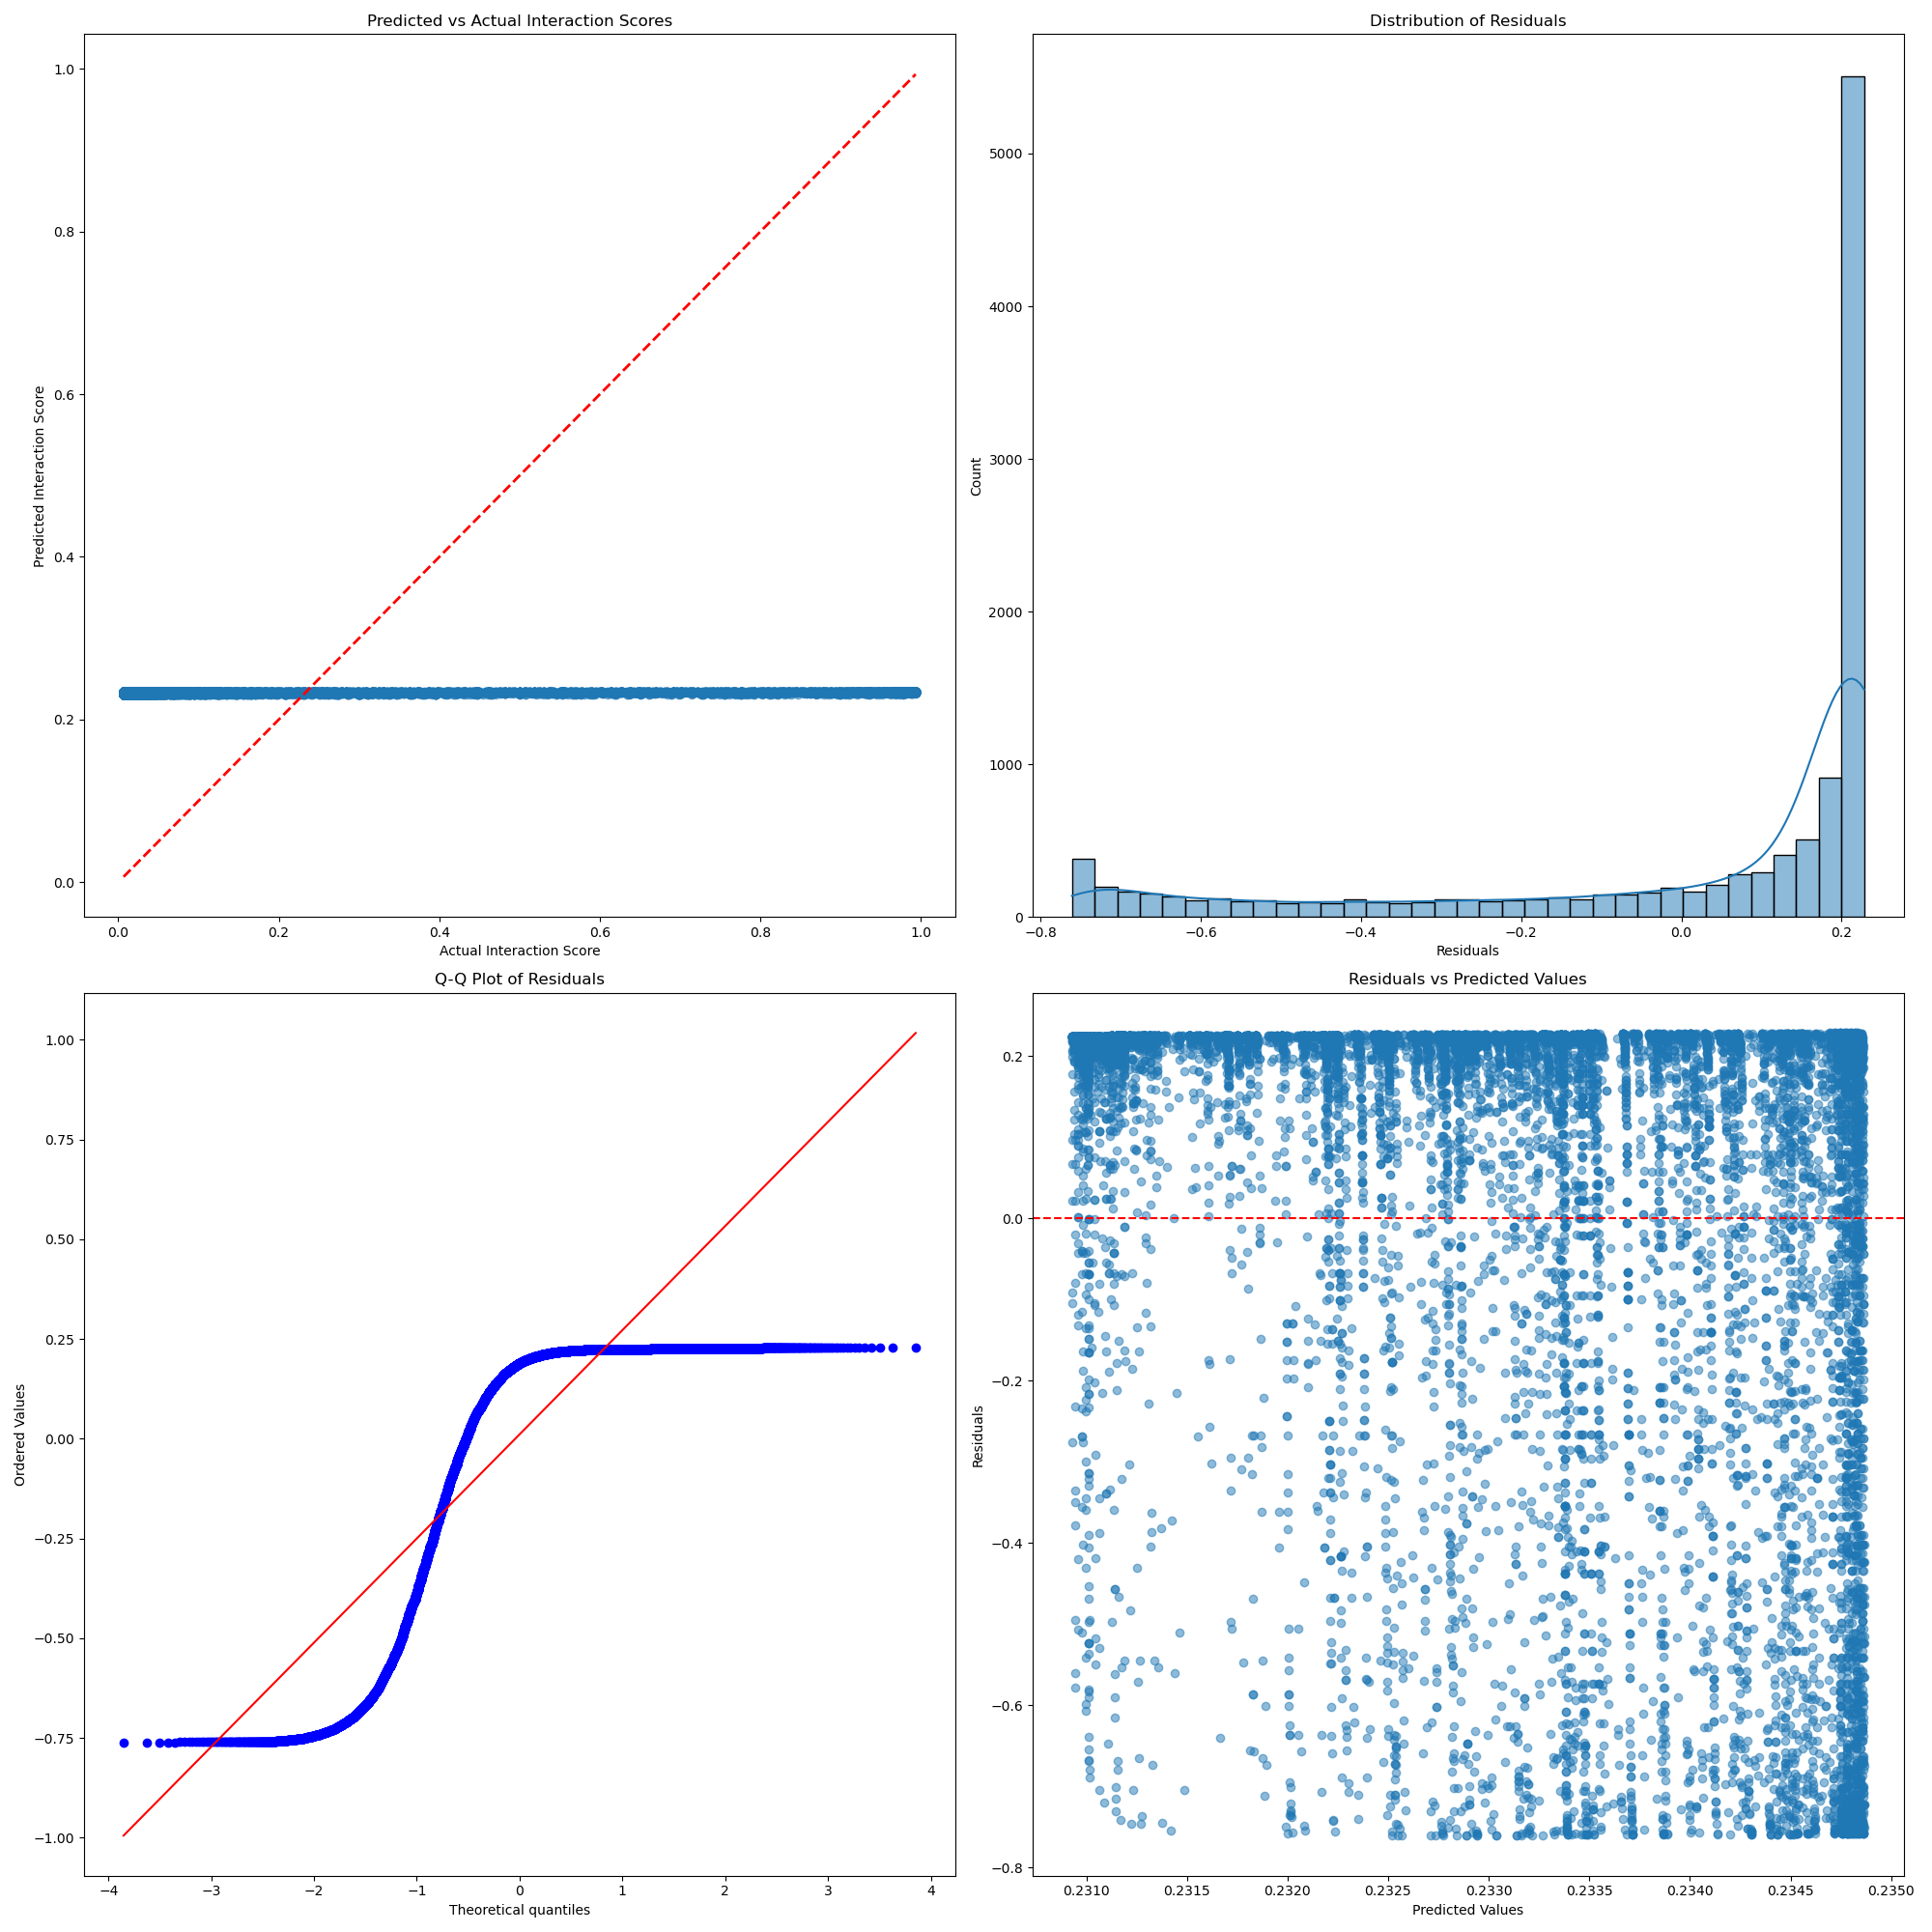 Predicted vs Actual Interaction Scores
1.0
0.8
0.6
0.4
0.2
0.0
Predicted Interaction Score
0.0 0.2 0.4 0.6 0.8 1.0
Actual Interaction Score
Distribution of Residuals
5000
4000
3000
2000
1000
0
Count
−0.8 −0.6 −0.4 −0.2 0.0 0.2
Residuals
Q-Q Plot of Residuals
1.00
0.75
0.50
0.25
0.00
−0.25
−0.50
−0.75
−1.00
Ordered Values
−4 −3 −2 −1 0 1 2 3 4
Theoretical quantiles
Residuals vs Predicted Values
0.2
0.0
−0.2
−0.4
−0.6
−0.8
Residuals
0.2310 0.2315 0.2320 0.2325 0.2330 0.2335 0.2340 0.2345 0.2350
Predicted Values